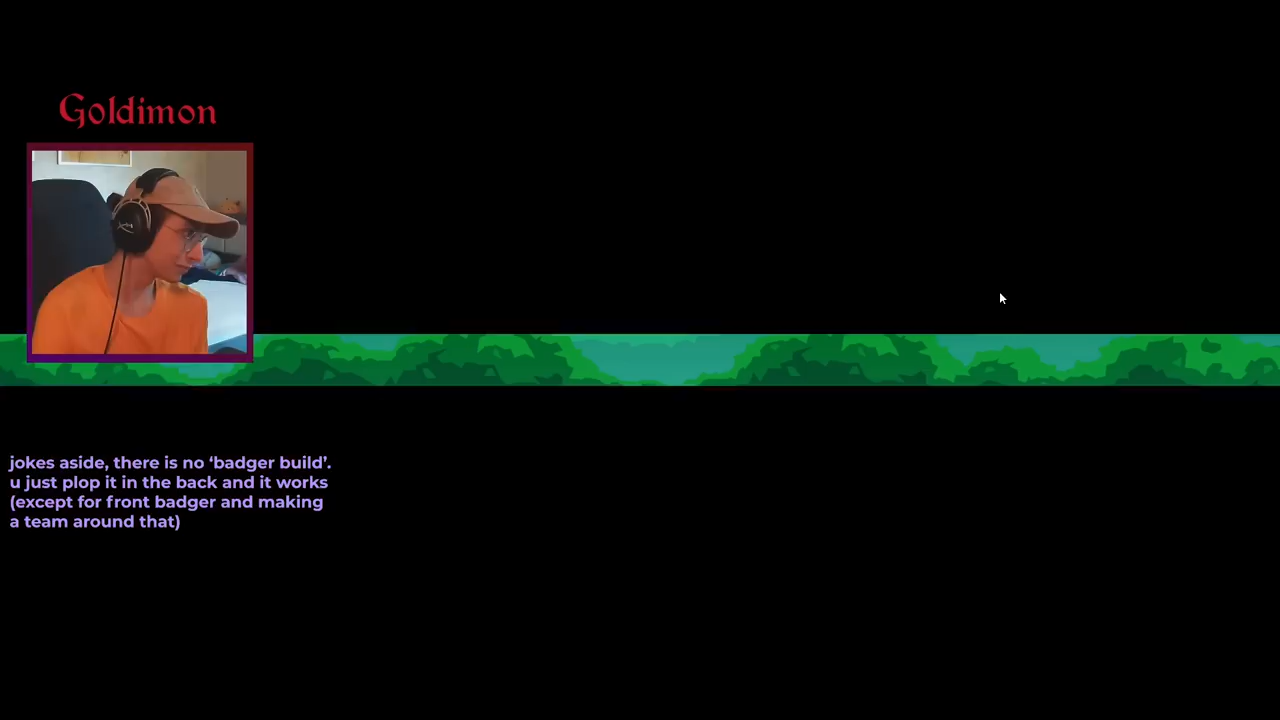 Goldimon
jokes aside, there is no ‘badger build’.
u just plop it in the back and it works
(except for front badger and making
a team around that)